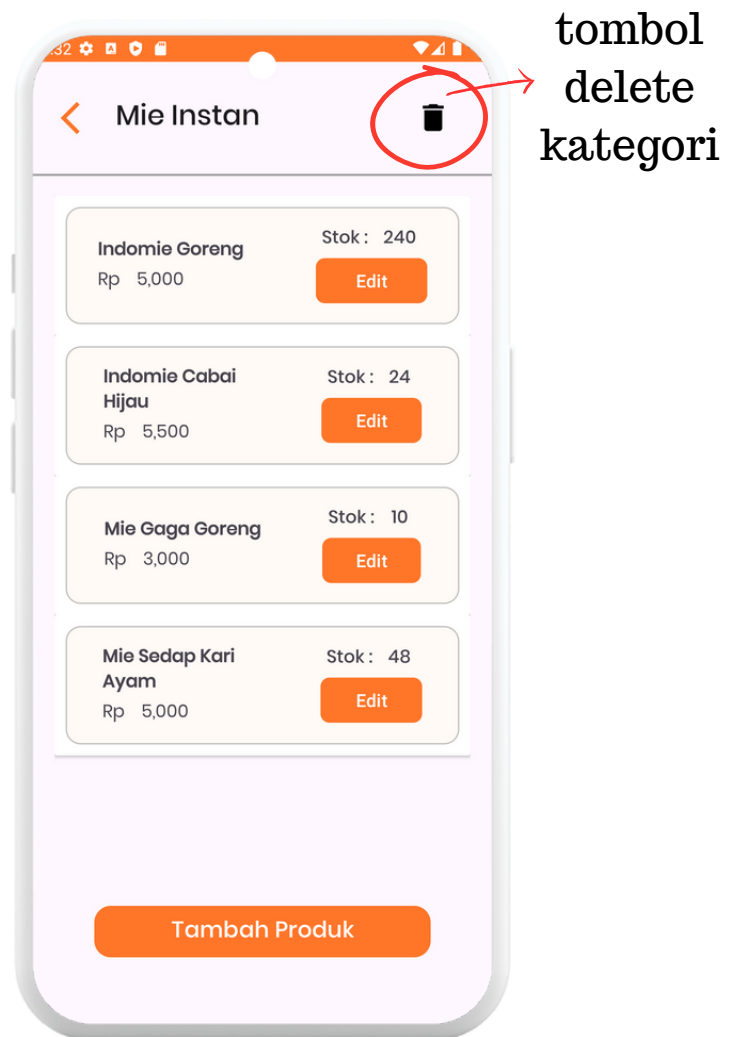 :32
tombol
delete
kategori
Mie Instan
Indomie Goreng
Rp 5,000
Stok : 240
Edit
Indomie Cabai
Hijau
Rp 5,500
Stok : 24
Edit
Mie Gaga Goreng
Rp 3,000
Stok : 10
Edit
Mie Sedap Kari
Ayam
Rp 5,000
Stok : 48
Edit
Tambah Produk